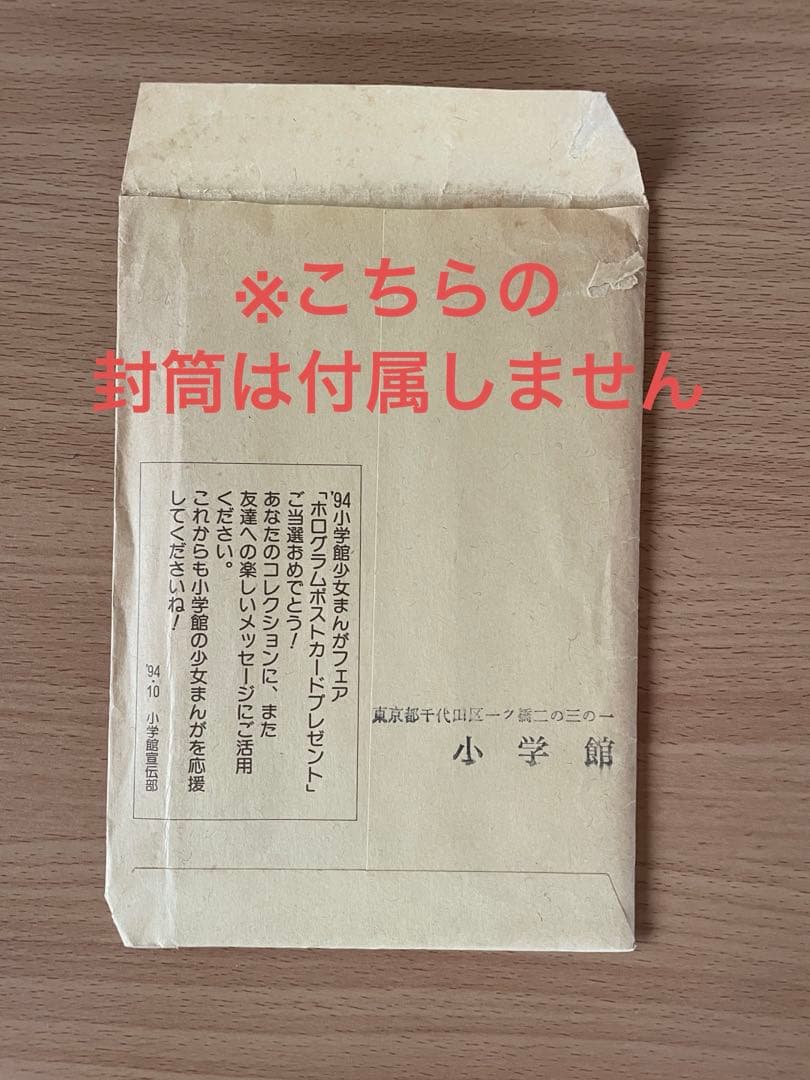 ※こちらの
封筒は付属しません
'94小学館少女まんがフェア
「ホログラムポストカードプレゼント」
ご当選おめでとう!
あなたのコレクションに、また
友達への楽しいメッセージにご活用
ください。
これからも小学館の少女まんがを応援
してくださいね!
'94・10 小学館宣伝部
東京都千代田区一ツ橋二の三の一
小学館